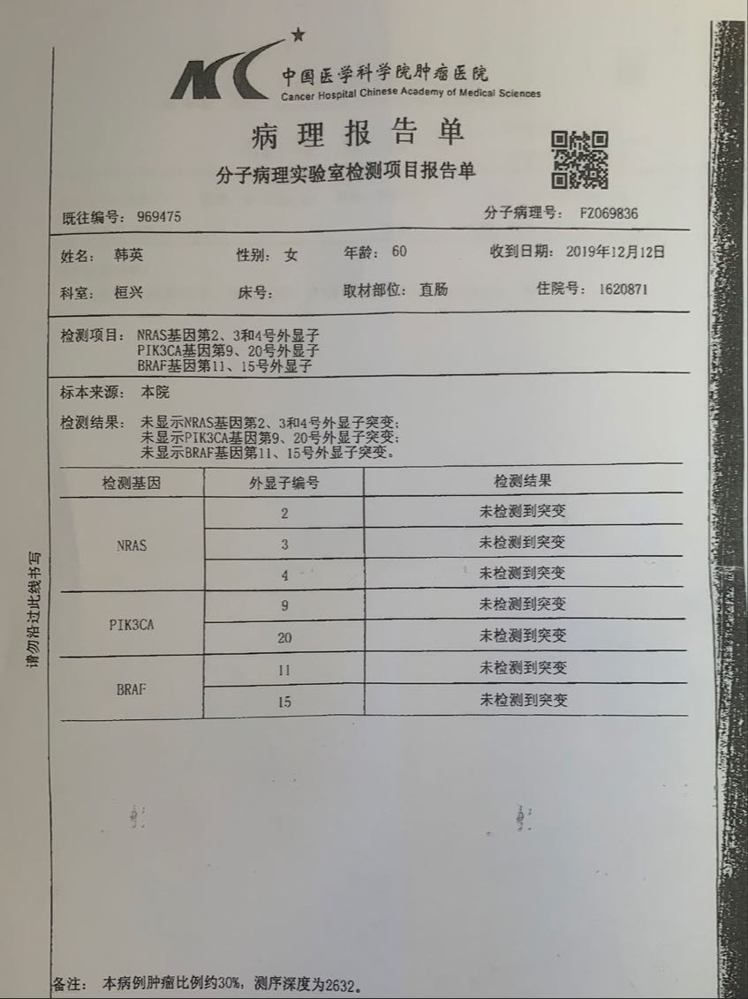 中国医学科学院肿瘤医院
Cancer Hospital Chinese Academy of Medical Sciences
病理报告单
分子病理实验室检测项目报告单
既往编号： 969475 分子病理号： FZ069836
姓名： 韩英 性别： 女 年龄： 60 收到日期： 2019年12月12日
科室： 桓兴 床号： 取材部位： 直肠 住院号： 1620871
检测项目： NRAS基因第2、3和4号外显子
PIK3CA基因第9、20号外显子
BRAF基因第11、15号外显子
标本来源： 本院
检测结果： 未显示NRAS基因第2、3和4号外显子突变；
未显示PIK3CA基因第9、20号外显子突变；
未显示BRAF基因第11、15号外显子突变。
检测基因 外显子编号 检测结果
NRAS 2 未检测到突变
3 未检测到突变
4 未检测到突变
PIK3CA 9 未检测到突变
20 未检测到突变
BRAF 11 未检测到突变
15 未检测到突变
请勿沿过此线书写
备注： 本病例肿瘤比例约30%，测序深度为2632。